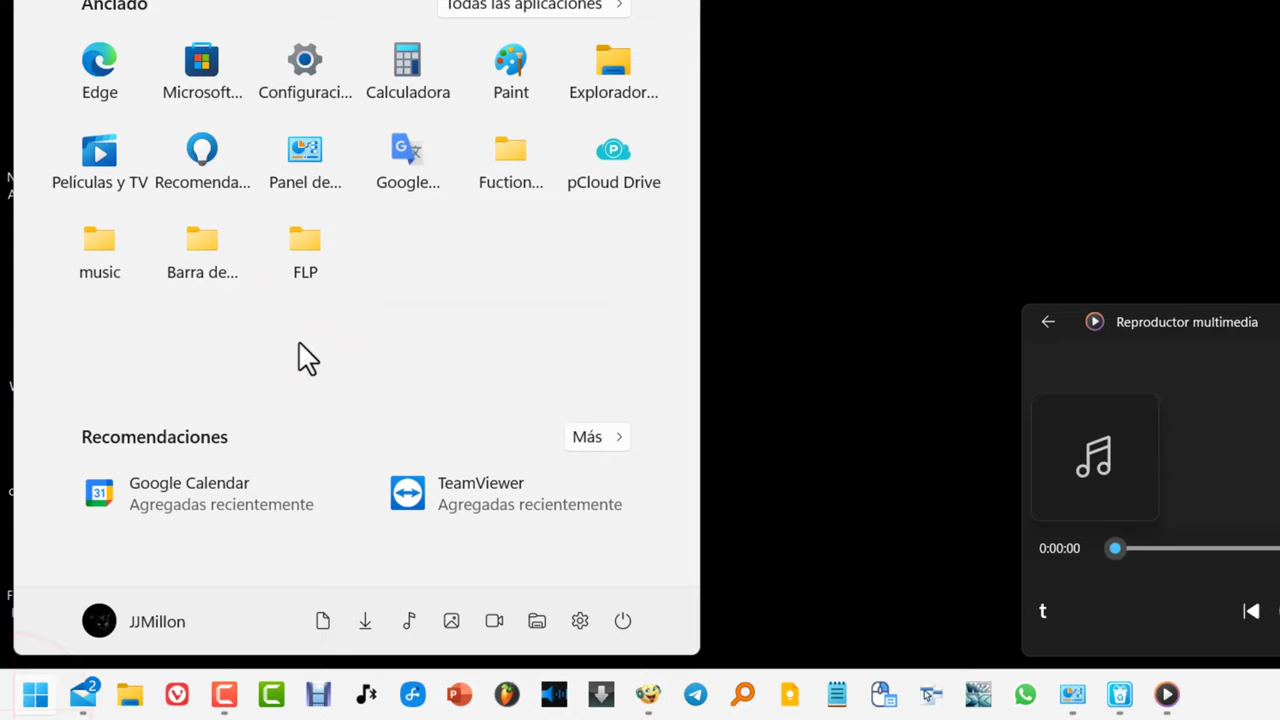 Anclado
Todas las aplicaciones
Edge
Microsoft...
Configuraci...
Calculadora
Paint
Explorador...
Películas y TV
Recomenda...
Panel de...
Google...
Fuction...
pCloud Drive
music
Barra de...
FLP
Reproductor multimedia
Recomendaciones
Más
Google Calendar
Agregadas recientemente
TeamViewer
Agregadas recientemente
0:00:00
t
JJMillon
2